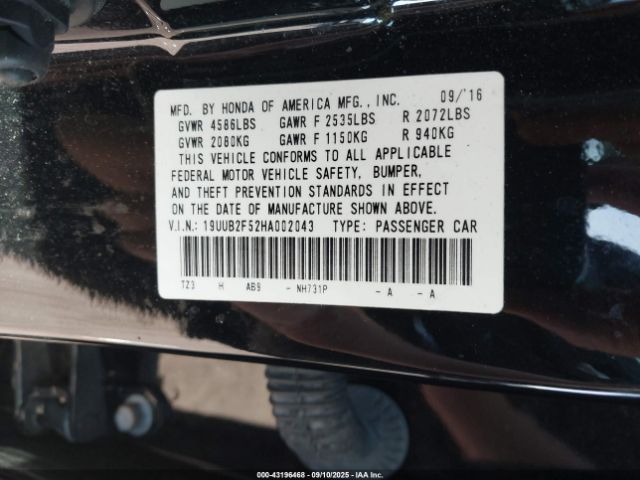 MFD. BY HONDA OF AMERICA MFG., INC. 09/'16
GVWR 4586LBS GAWR F 2535LBS R 2072LBS
GVWR 2080KG GAWR F 1150KG R 940KG
THIS VEHICLE CONFORMS TO ALL APPLICABLE
FEDERAL MOTOR VEHICLE SAFETY, BUMPER,
AND THEFT PREVENTION STANDARDS IN EFFECT
ON THE DATE OF MANUFACTURE SHOWN ABOVE.
V.I.N.: 19UUB2F52HA002043 TYPE: PASSENGER CAR
TZ3 H AB9 - NH731P - A - A
000-43196468 - 09/10/2025 - IAA Inc.